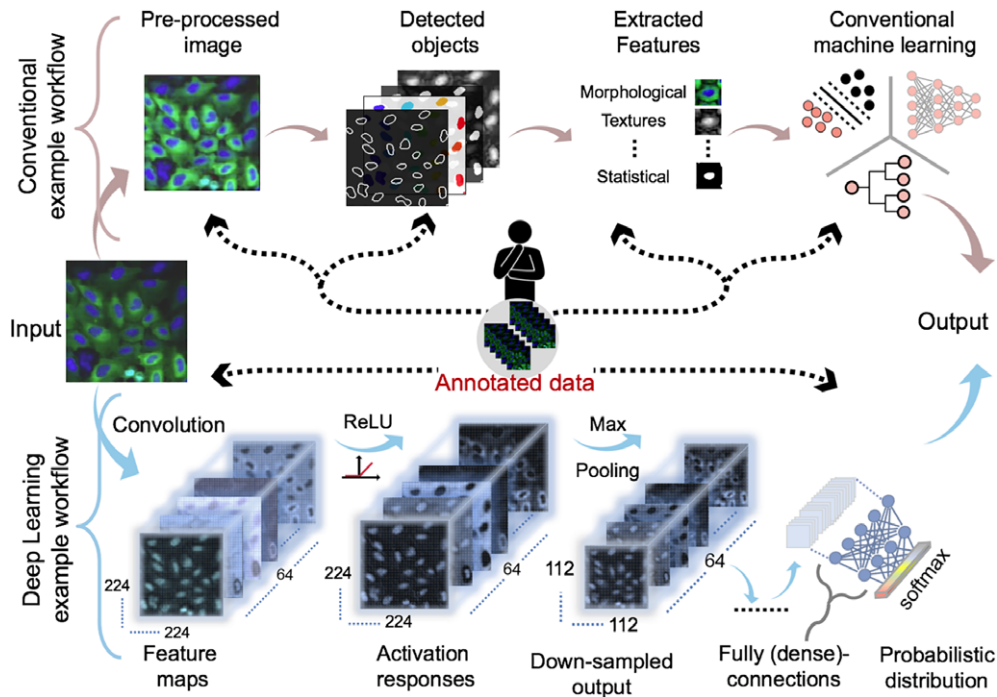 Conventional
example workflow
Pre-processed
image
Detected
objects
Extracted
Features
Morphological
Textures
Statistical
Conventional
machine learning
Input
Annotated data
Output
Deep Learning
example workflow
Convolution
ReLU
Max
Pooling
224
224
64
224
224
64
112
112
64
softmax
Feature
maps
Activation
responses
Down-sampled
output
Fully (dense)-
connections
Probabilistic
distribution